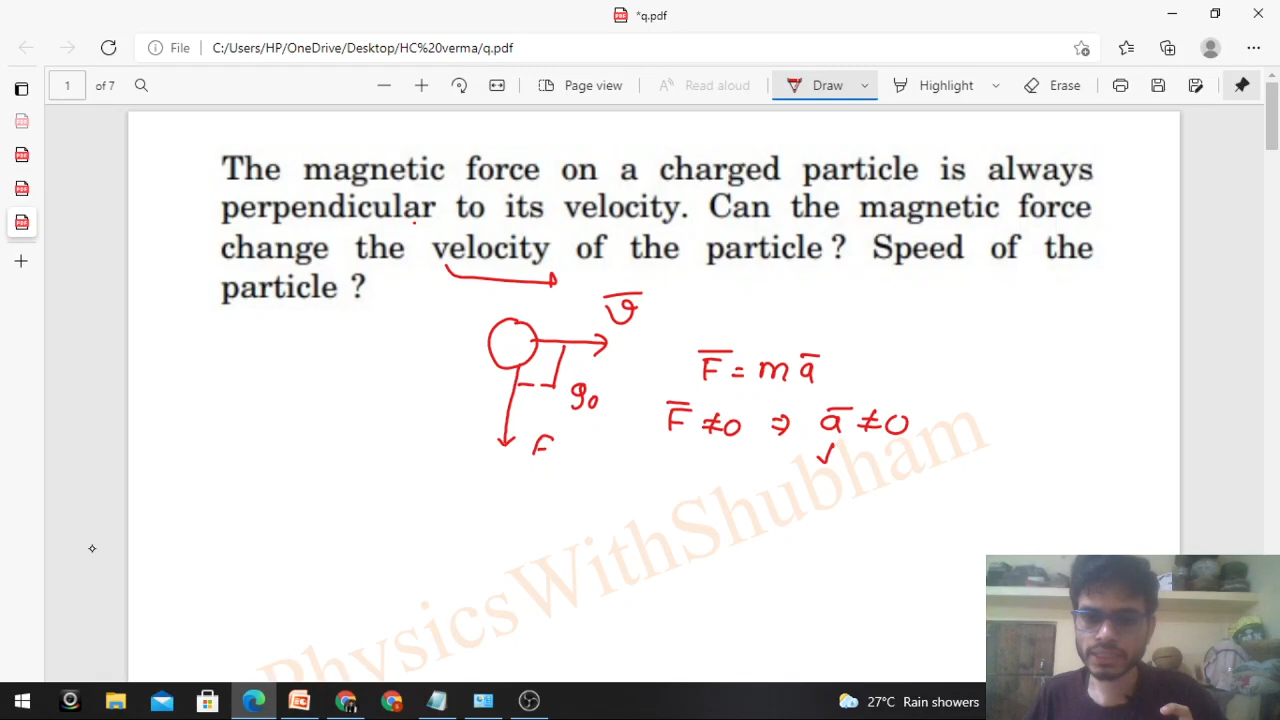 *q.pdf
File C:/Users/HP/OneDrive/Desktop/HC%20verma/q.pdf
1 of 7 Page view Read aloud Draw Highlight Erase
The magnetic force on a charged particle is always
perpendicular to its velocity. Can the magnetic force
change the velocity of the particle ? Speed of the
particle ?
v̅
F̅ = m a̅
90
F̅ ≠ 0 ⇒ a̅ ≠ 0
F
PhysicsWithShubham
27°C Rain showers